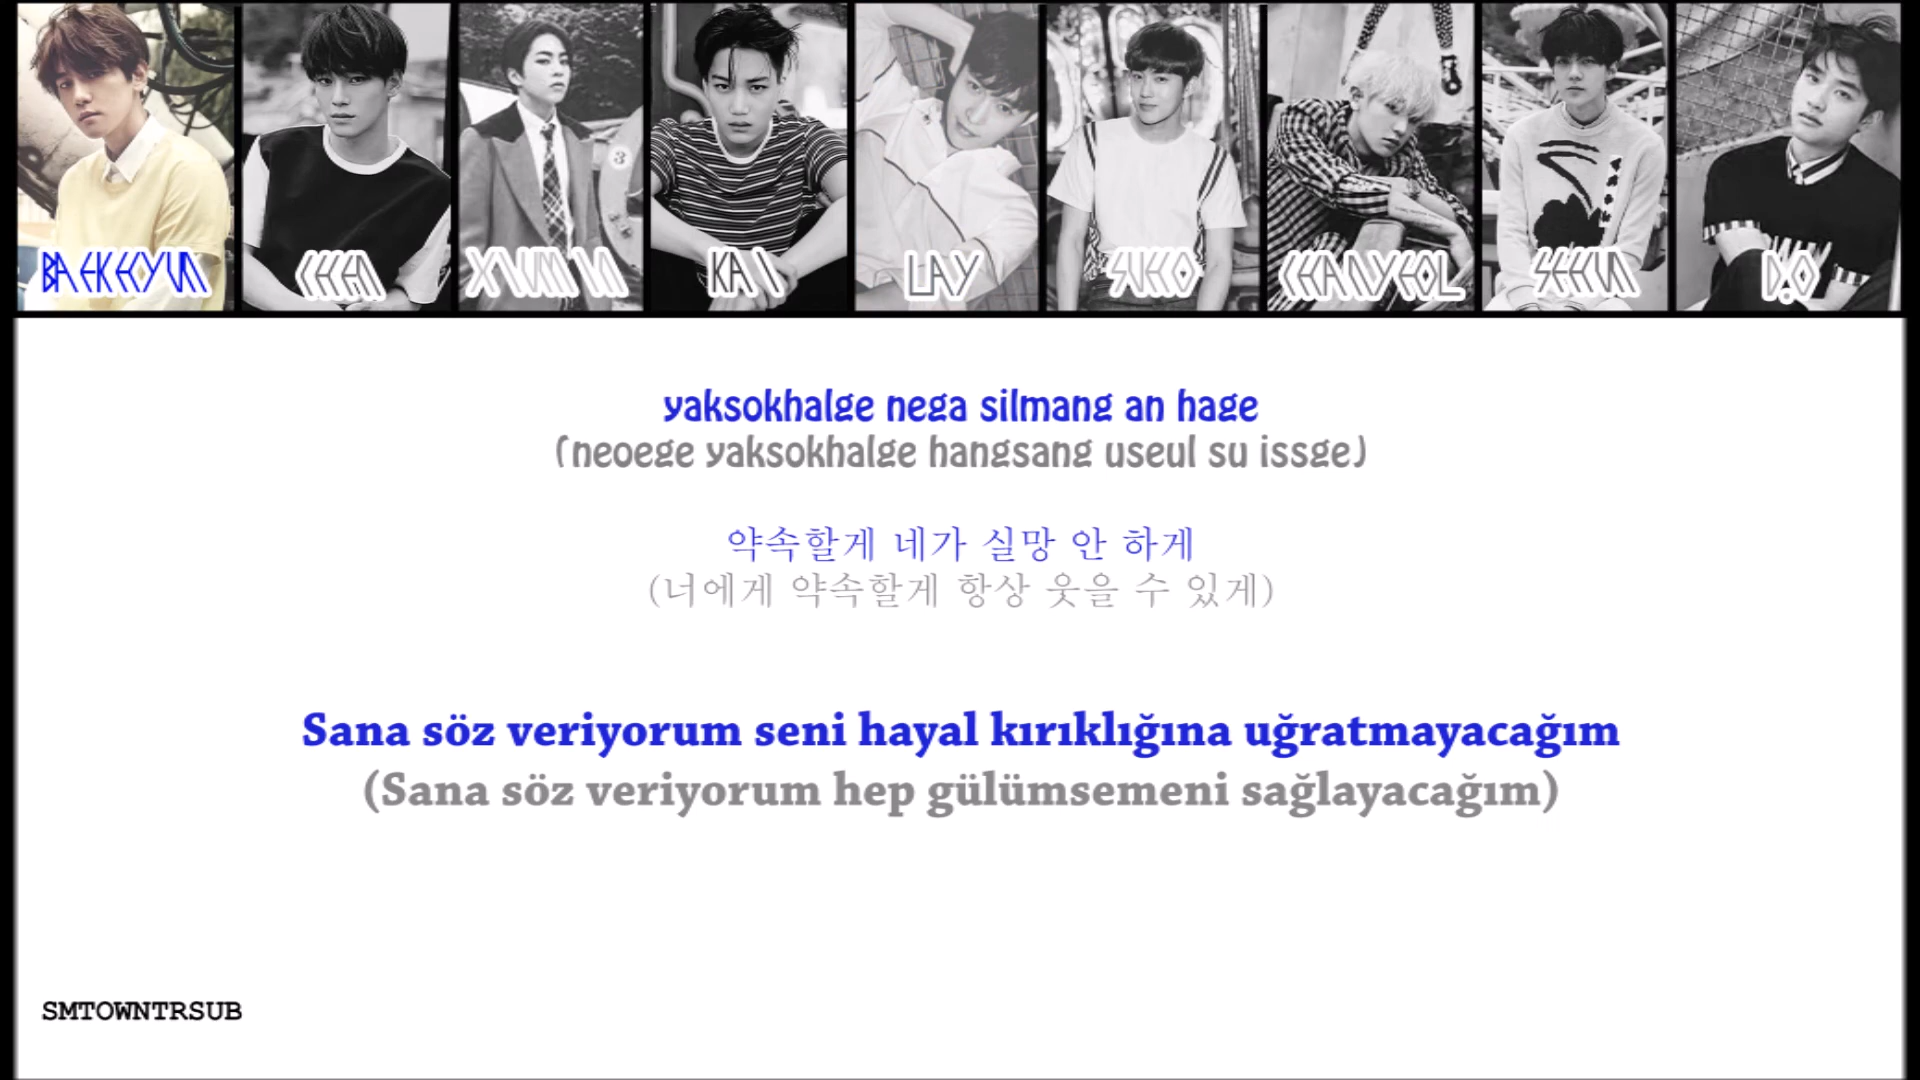 BAEKHYUN CHEN XIUMIN KAI LAY SUHO CHANYEOL SEHUN D.O
yaksokhalge nega silmang an hage
(neoege yaksokhalge hangsang useul su issge)
약속할게 네가 실망 안 하게
(너에게 약속할게 항상 웃을 수 있게)
Sana söz veriyorum seni hayal kırıklığına uğratmayacağım
(Sana söz veriyorum hep gülümsemeni sağlayacağım)
SMTOWNTRSUB